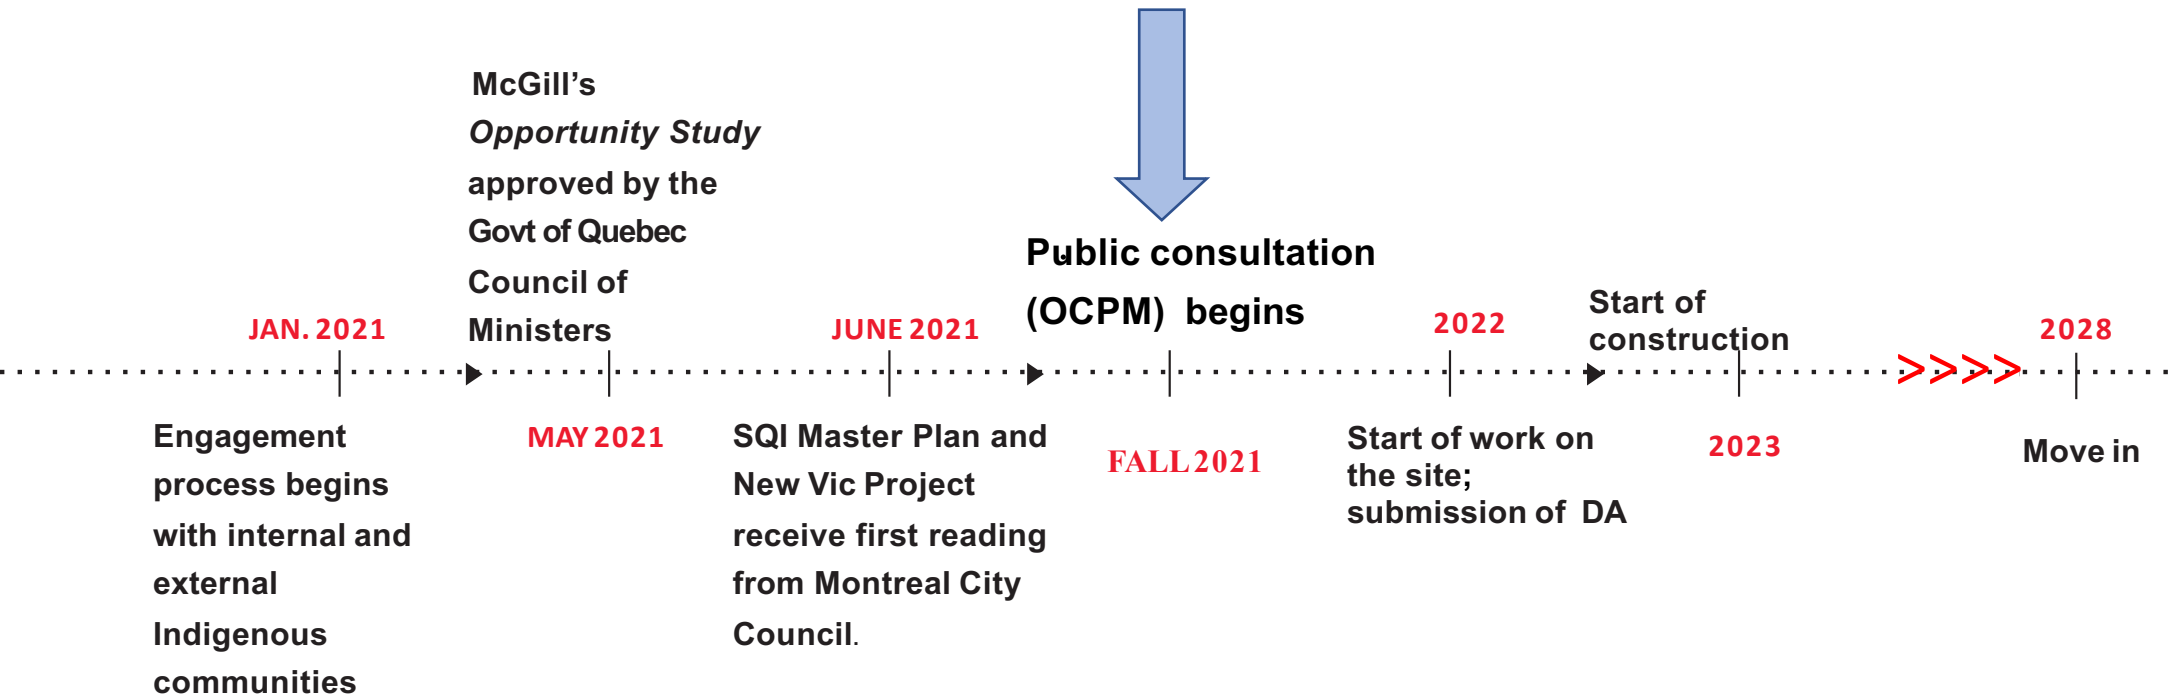 JAN. 2021
Engagement
process begins
with internal and
external
Indigenous
communities
McGill’s
Opportunity Study
approved by the
Govt of Quebec
Council of
Ministers
MAY 2021
JUNE 2021
SQI Master Plan and
New Vic Project
receive first reading
from Montreal City
Council.
Public consultation
(OCPM) begins
FALL 2021
2022
Start of work on
the site;
submission of DA
Start of
construction
2023
>>>>
2028
Move in